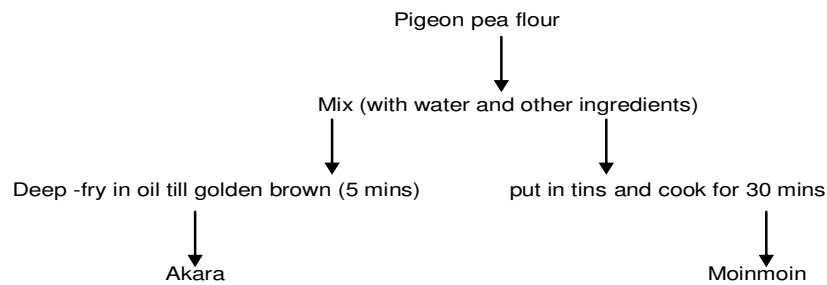 Pigeon pea flour
Mix (with water and other ingredients)
Deep -fry in oil till golden brown (5 mins)
put in tins and cook for 30 mins
Akara
Moinmoin